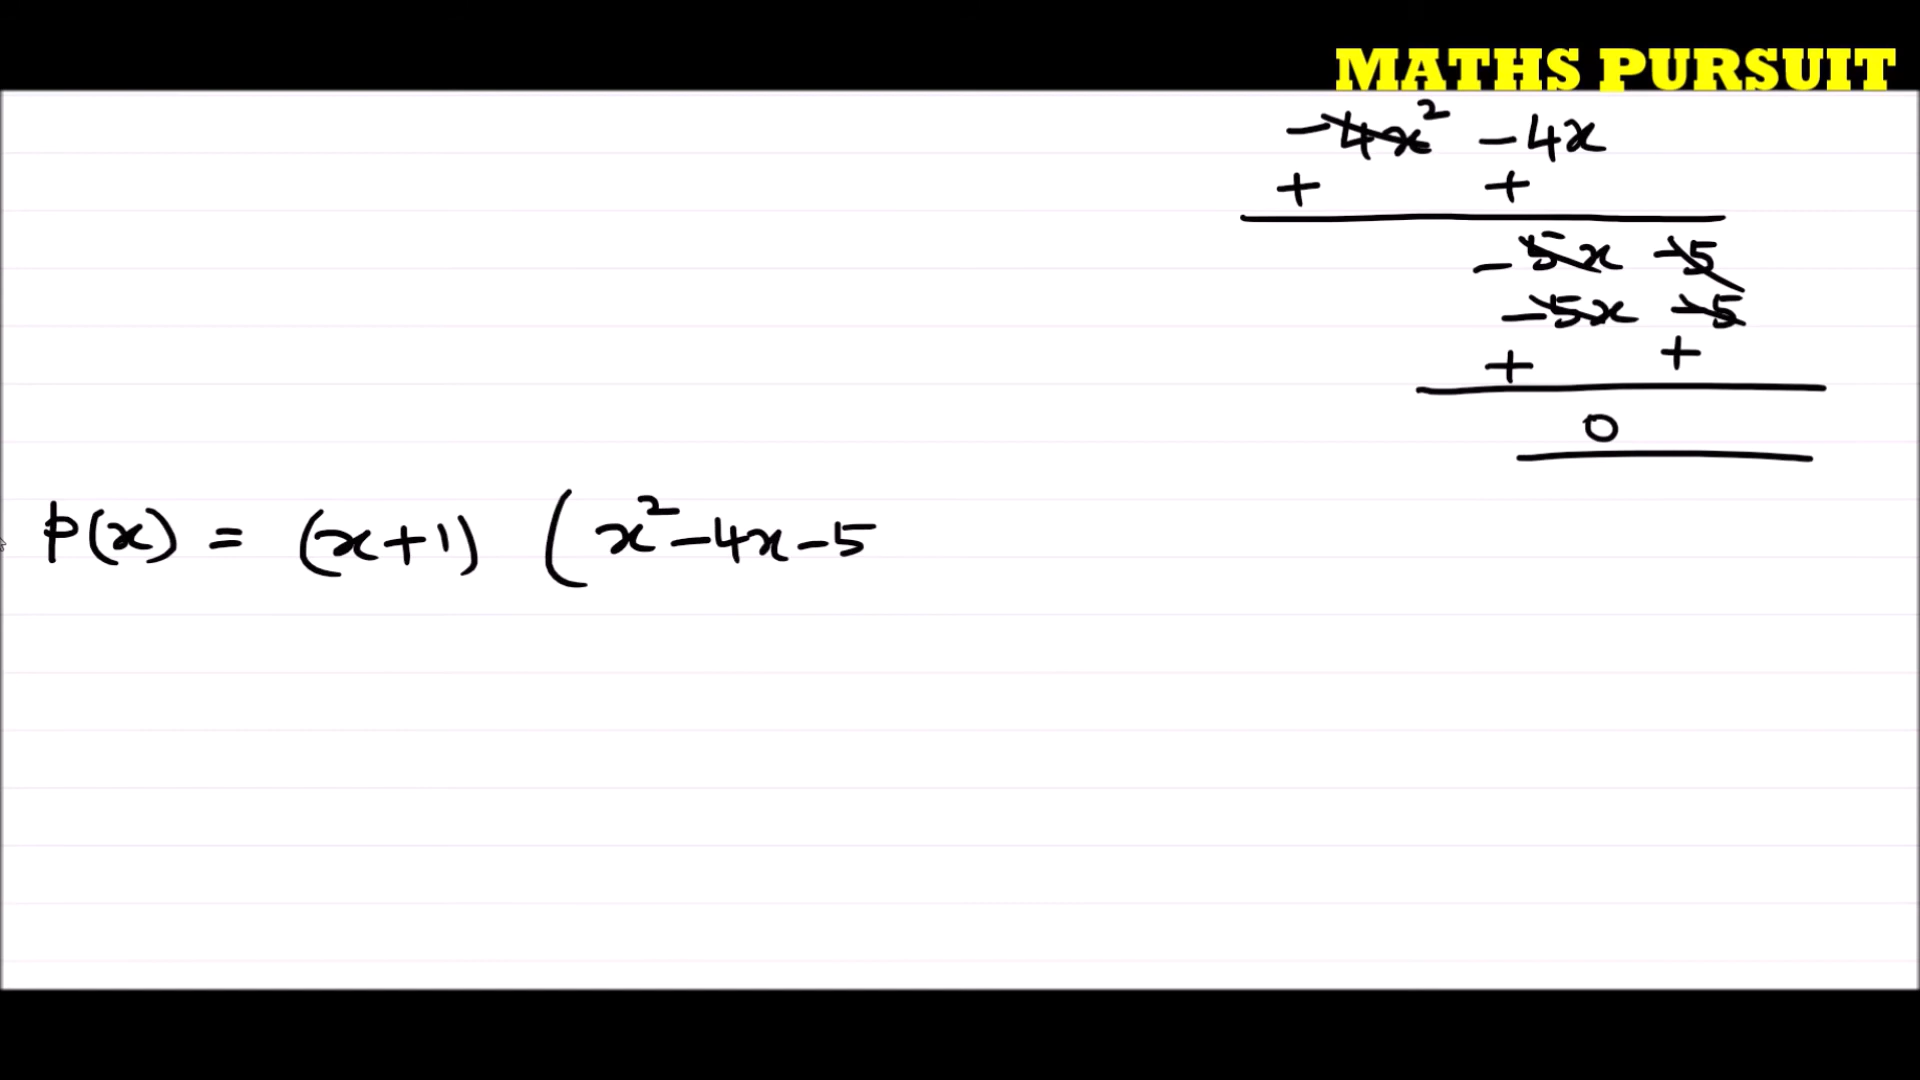 MATHS PURSUIT
-4x² -4x
+ +
-5x -5
-5x -5
+ +
0
p(x) = (x+1) (x²-4x-5